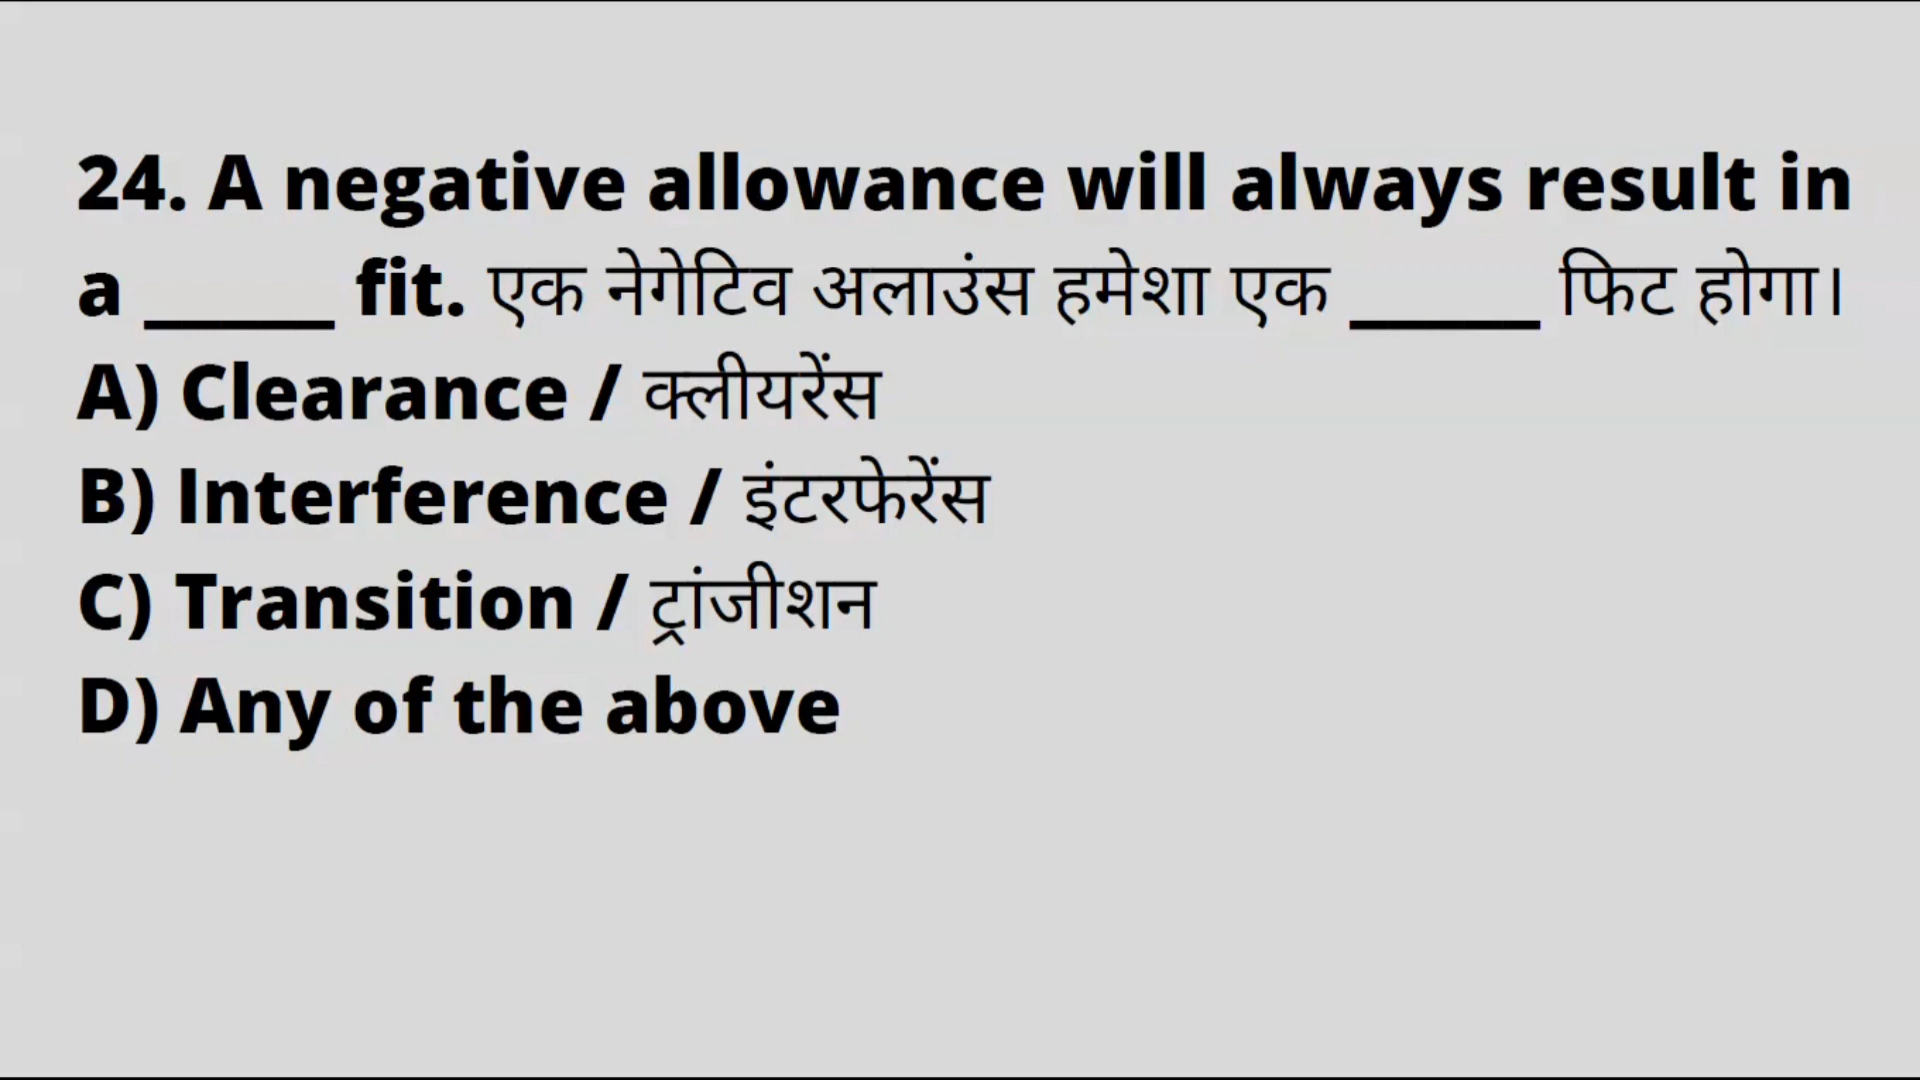 24. A negative allowance will always result in
a _____ fit. एक नेगेटिव अलाउंस हमेशा एक _____ फिट होगा।
A) Clearance / क्लीयरेंस
B) Interference / इंटरफेरेंस
C) Transition / ट्रांजीशन
D) Any of the above